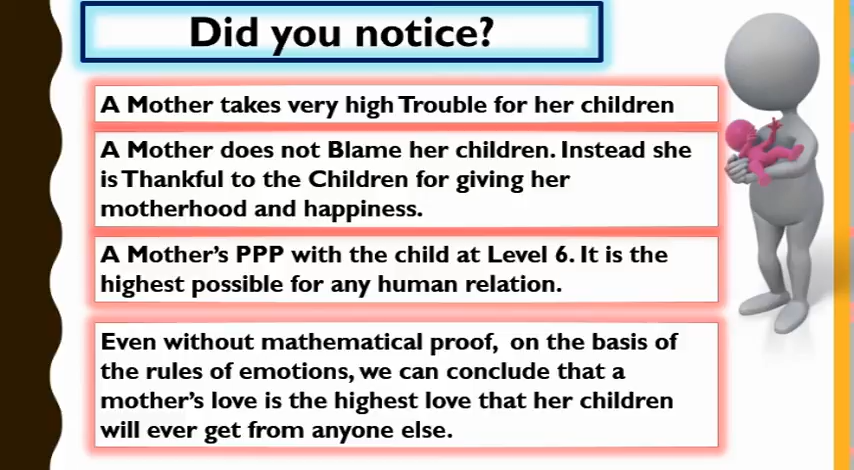 Did you notice?
A Mother takes very high Trouble for her children
A Mother does not Blame her children. Instead she
is Thankful to the Children for giving her
motherhood and happiness.
A Mother's PPP with the child at Level 6. It is the
highest possible for any human relation.
Even without mathematical proof, on the basis of
the rules of emotions, we can conclude that a
mother's love is the highest love that her children
will ever get from anyone else.